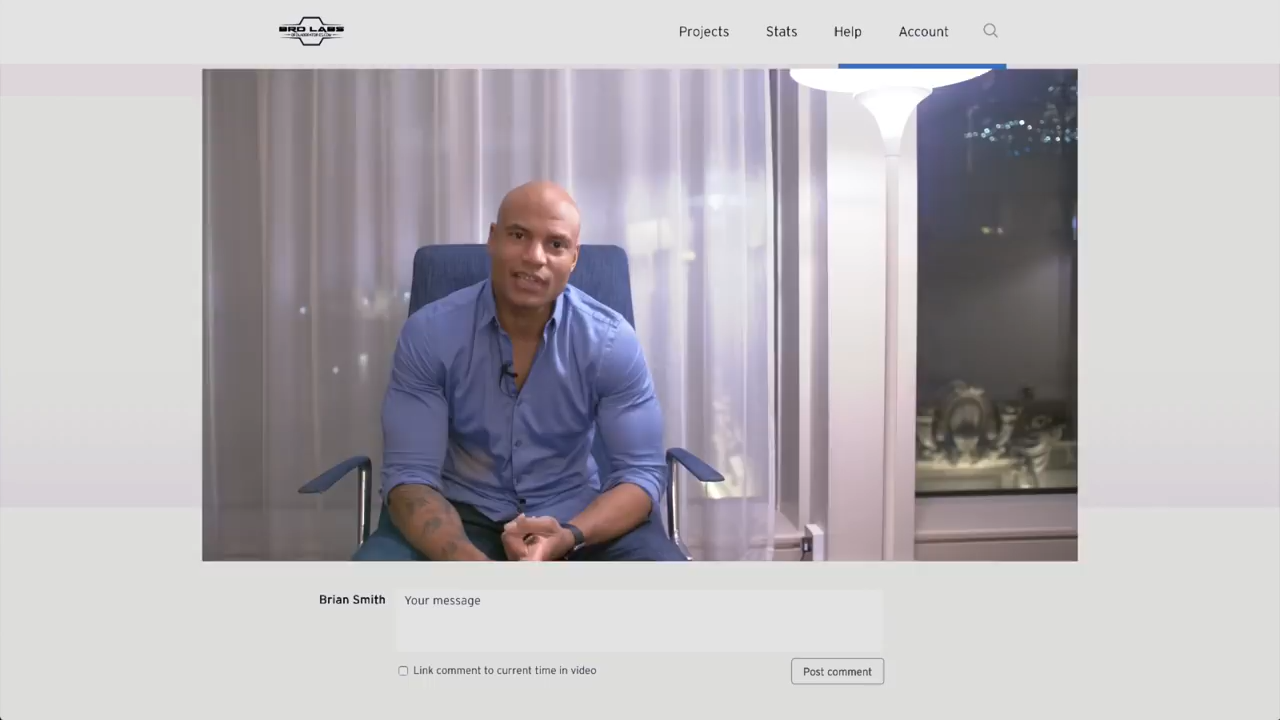 BRO LABS
Projects
Stats
Help
Account
Brian Smith
Your message
Link comment to current time in video
Post comment